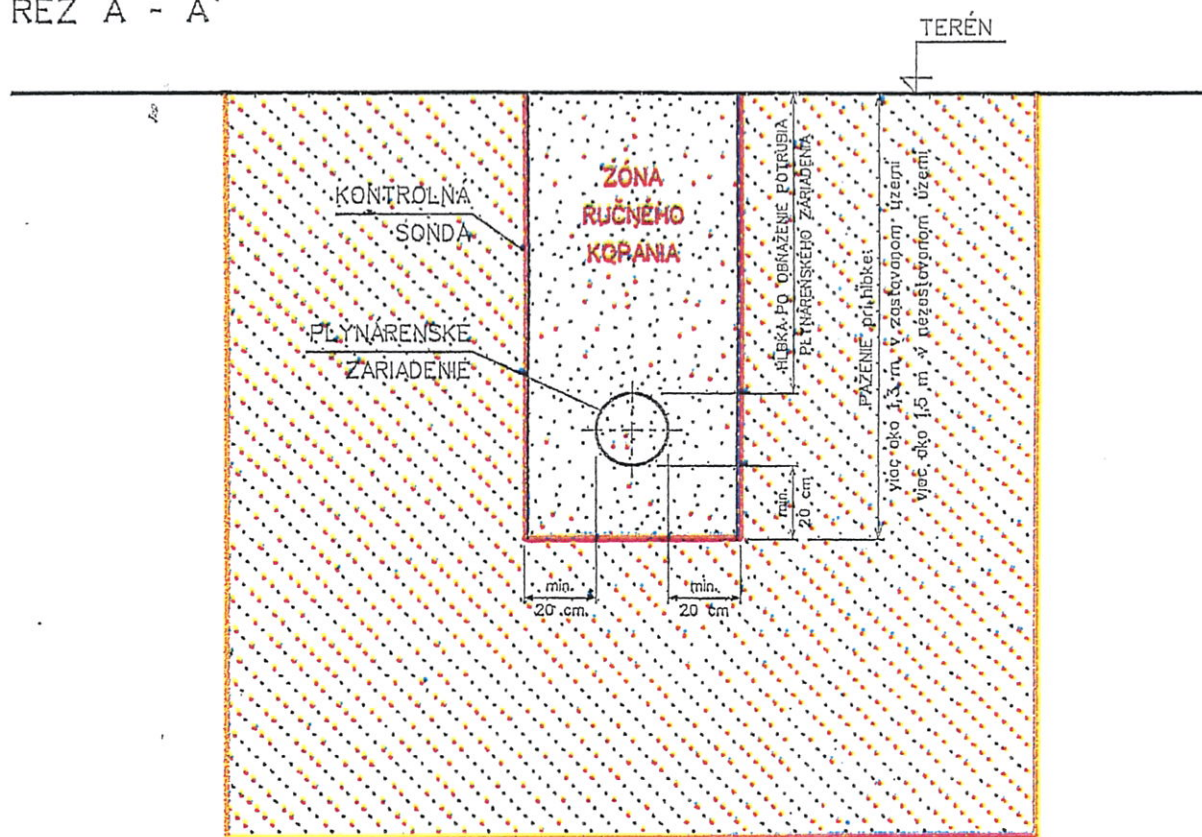 REZ A - A'
TERÉN
KONTROLNÁ
SONDA
ZÓNA
RUČNÉHO
KOPANIA
PLYNÁRENSKÉ
ZARIADENIE
HĹBKA PO OBNAŽENIE POTRUBIA
PLYNÁRENSKÉHO ZARIADENIA
PAŽENIE pri hĺbke:
viac ako 1,3 m v zastavanom území
viac ako 1,5 m v nezastavanom území
min.
20 cm
min.
20 cm.
min.
20 cm